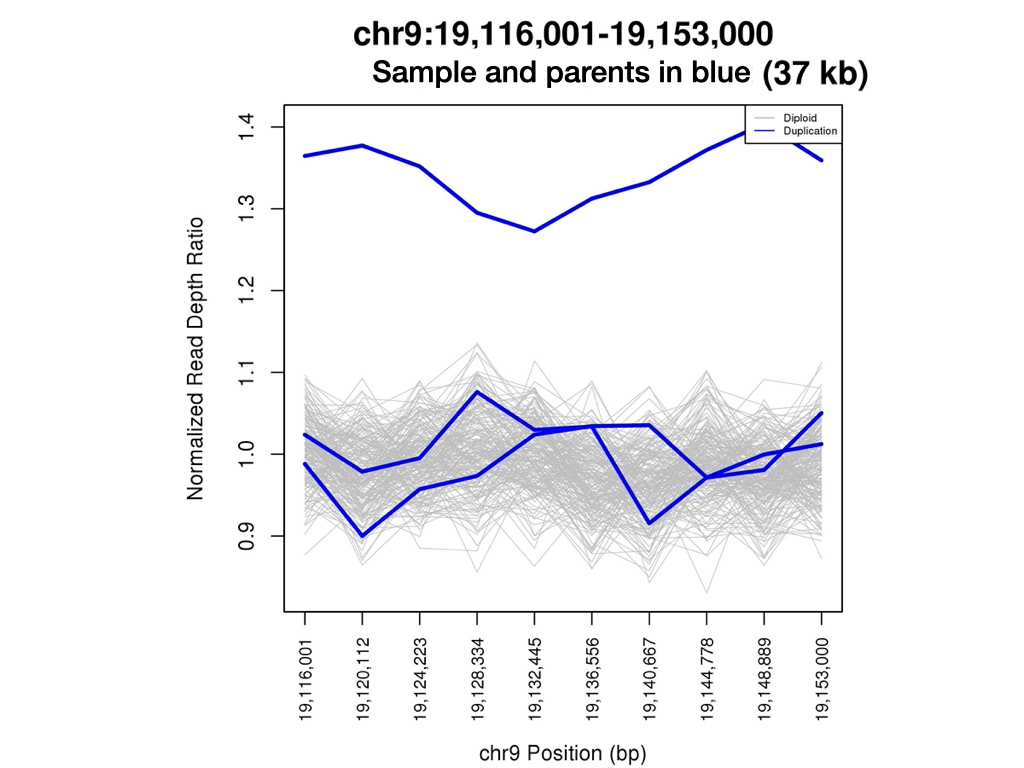 chr9:19,116,001-19,153,000
Sample and parents in blue (37 kb)
Diploid
Duplication
1.4
1.3
1.2
1.1
1.0
0.9
Normalized Read Depth Ratio
19,116,001
19,120,112
19,124,223
19,128,334
19,132,445
19,136,556
19,140,667
19,144,778
19,148,889
19,153,000
chr9 Position (bp)